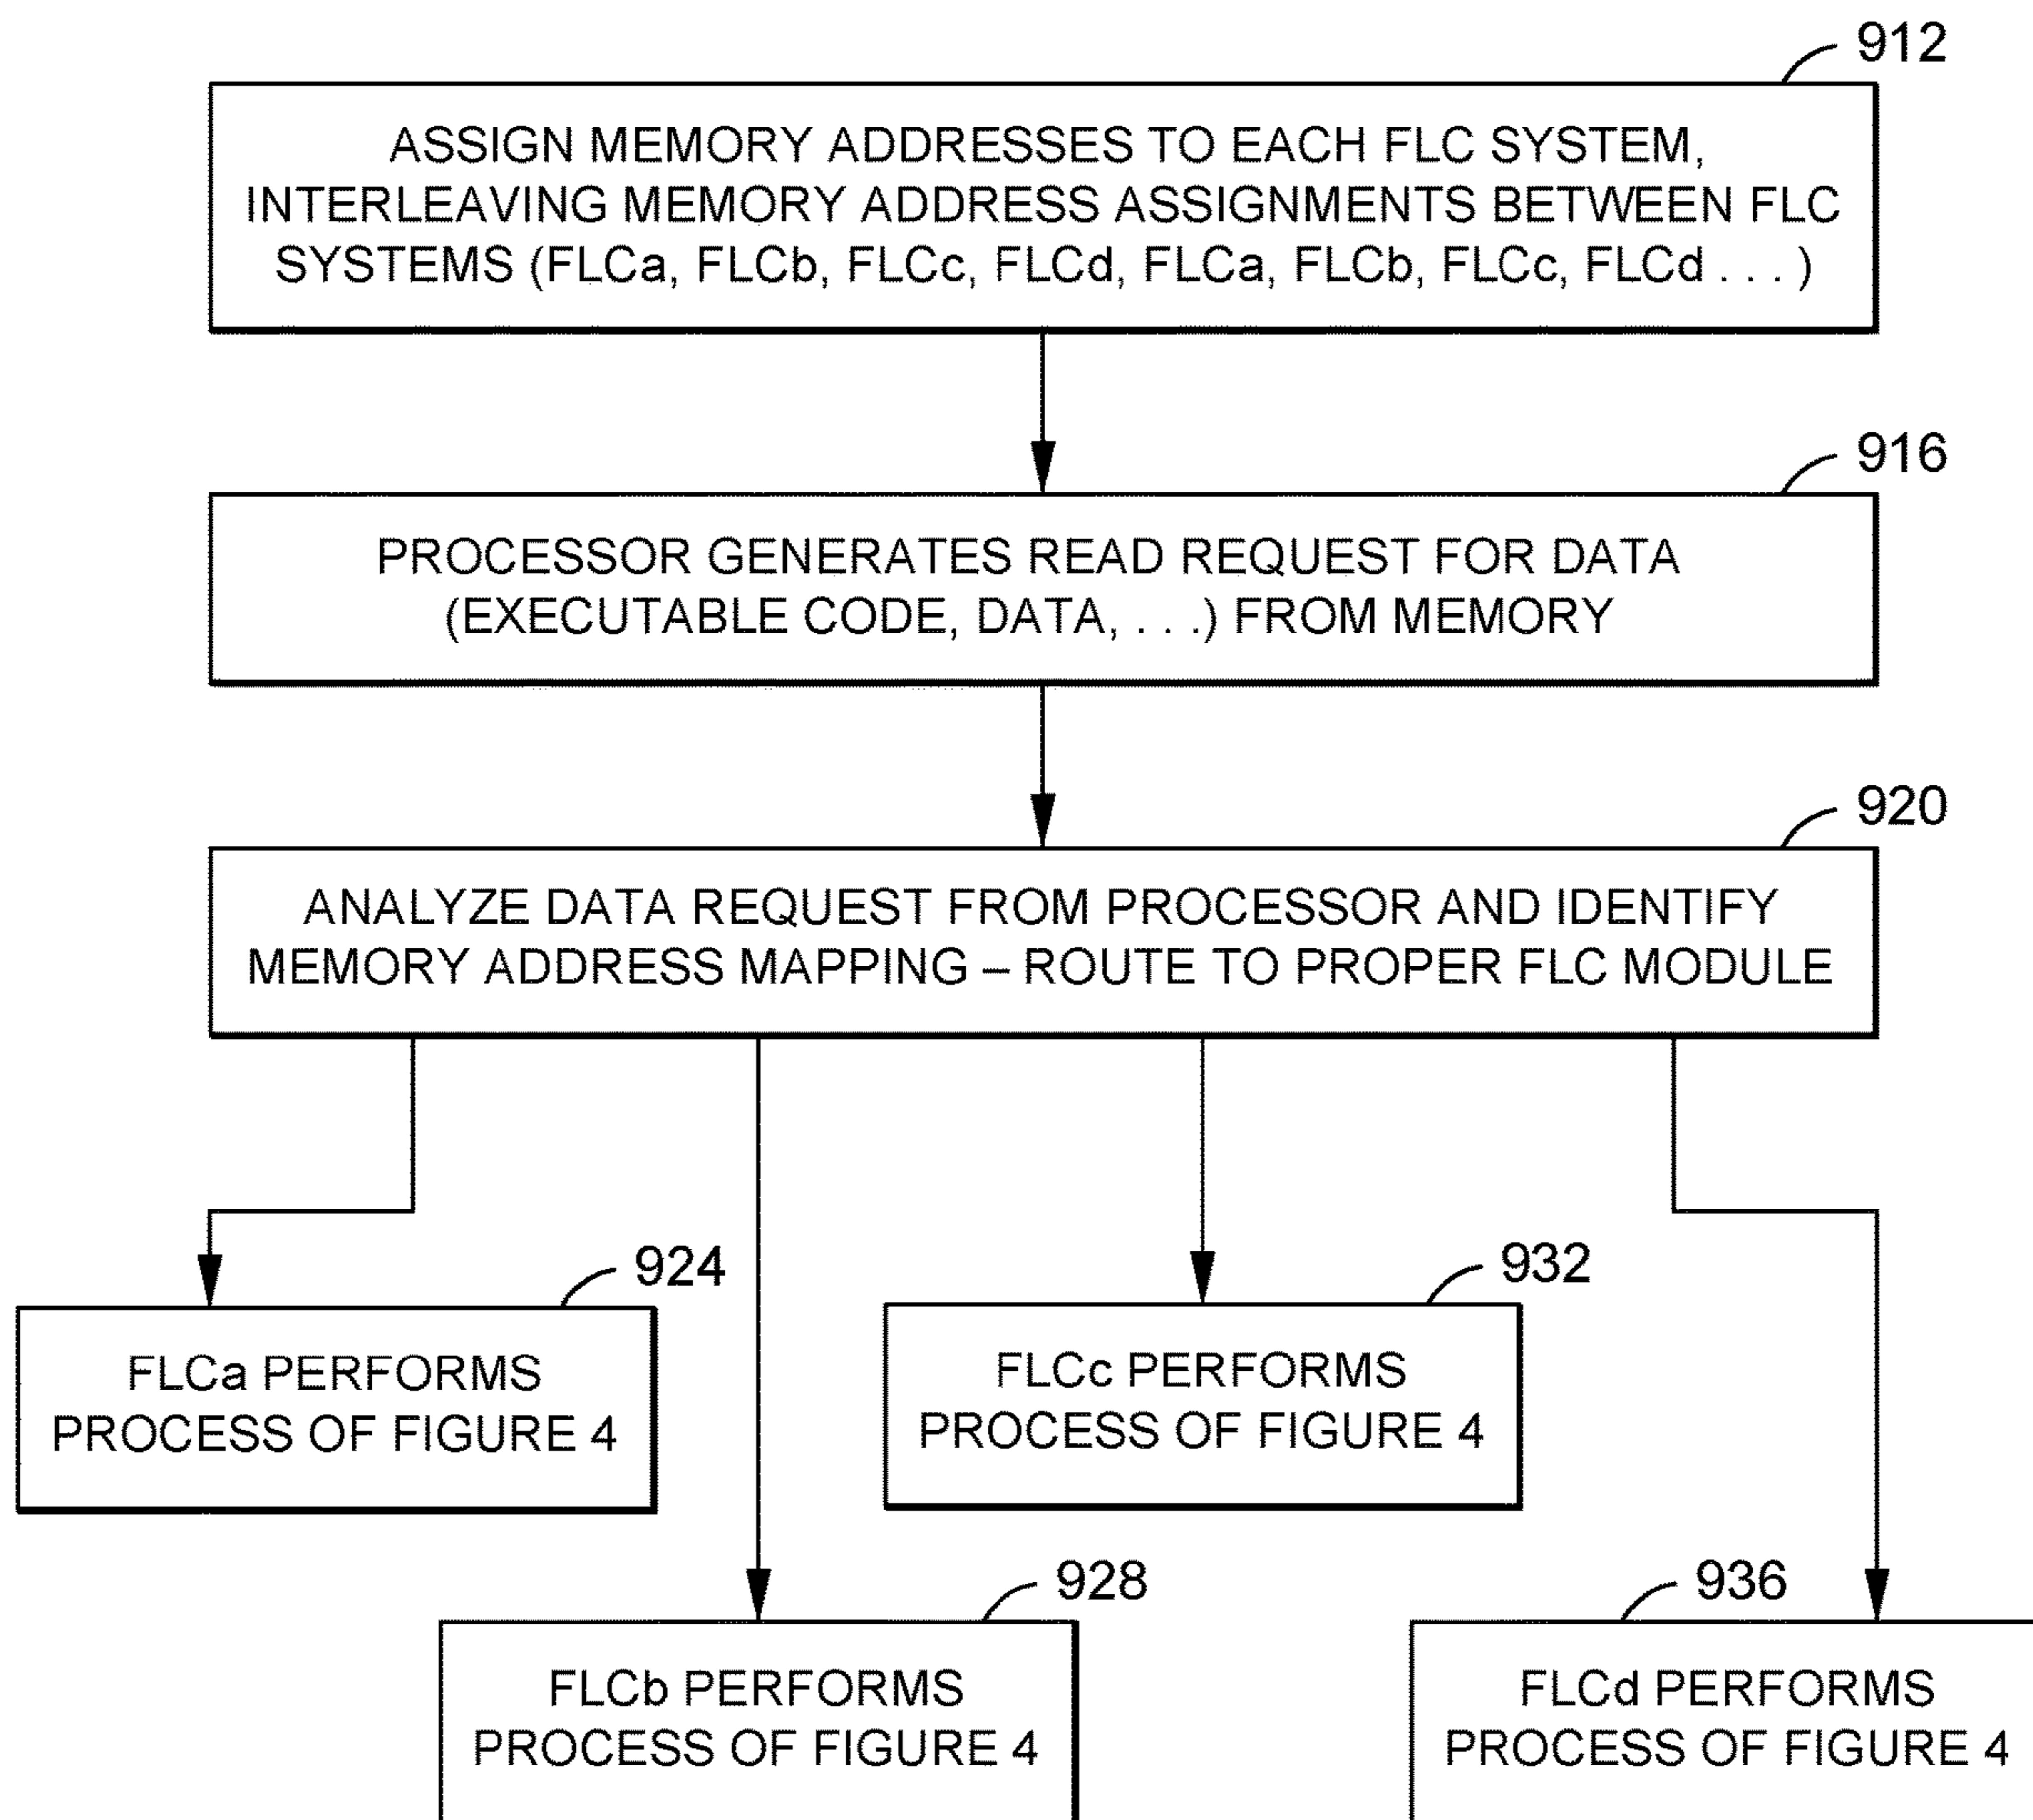 912
ASSIGN MEMORY ADDRESSES TO EACH FLC SYSTEM,
INTERLEAVING MEMORY ADDRESS ASSIGNMENTS BETWEEN FLC
SYSTEMS (FLCa, FLCb, FLCc, FLCd, FLCa, FLCb, FLCc, FLCd . . . )
916
PROCESSOR GENERATES READ REQUEST FOR DATA
(EXECUTABLE CODE, DATA, . . .) FROM MEMORY
920
ANALYZE DATA REQUEST FROM PROCESSOR AND IDENTIFY
MEMORY ADDRESS MAPPING – ROUTE TO PROPER FLC MODULE
924
FLCa PERFORMS
PROCESS OF FIGURE 4
932
FLCc PERFORMS
PROCESS OF FIGURE 4
928
FLCb PERFORMS
PROCESS OF FIGURE 4
936
FLCd PERFORMS
PROCESS OF FIGURE 4